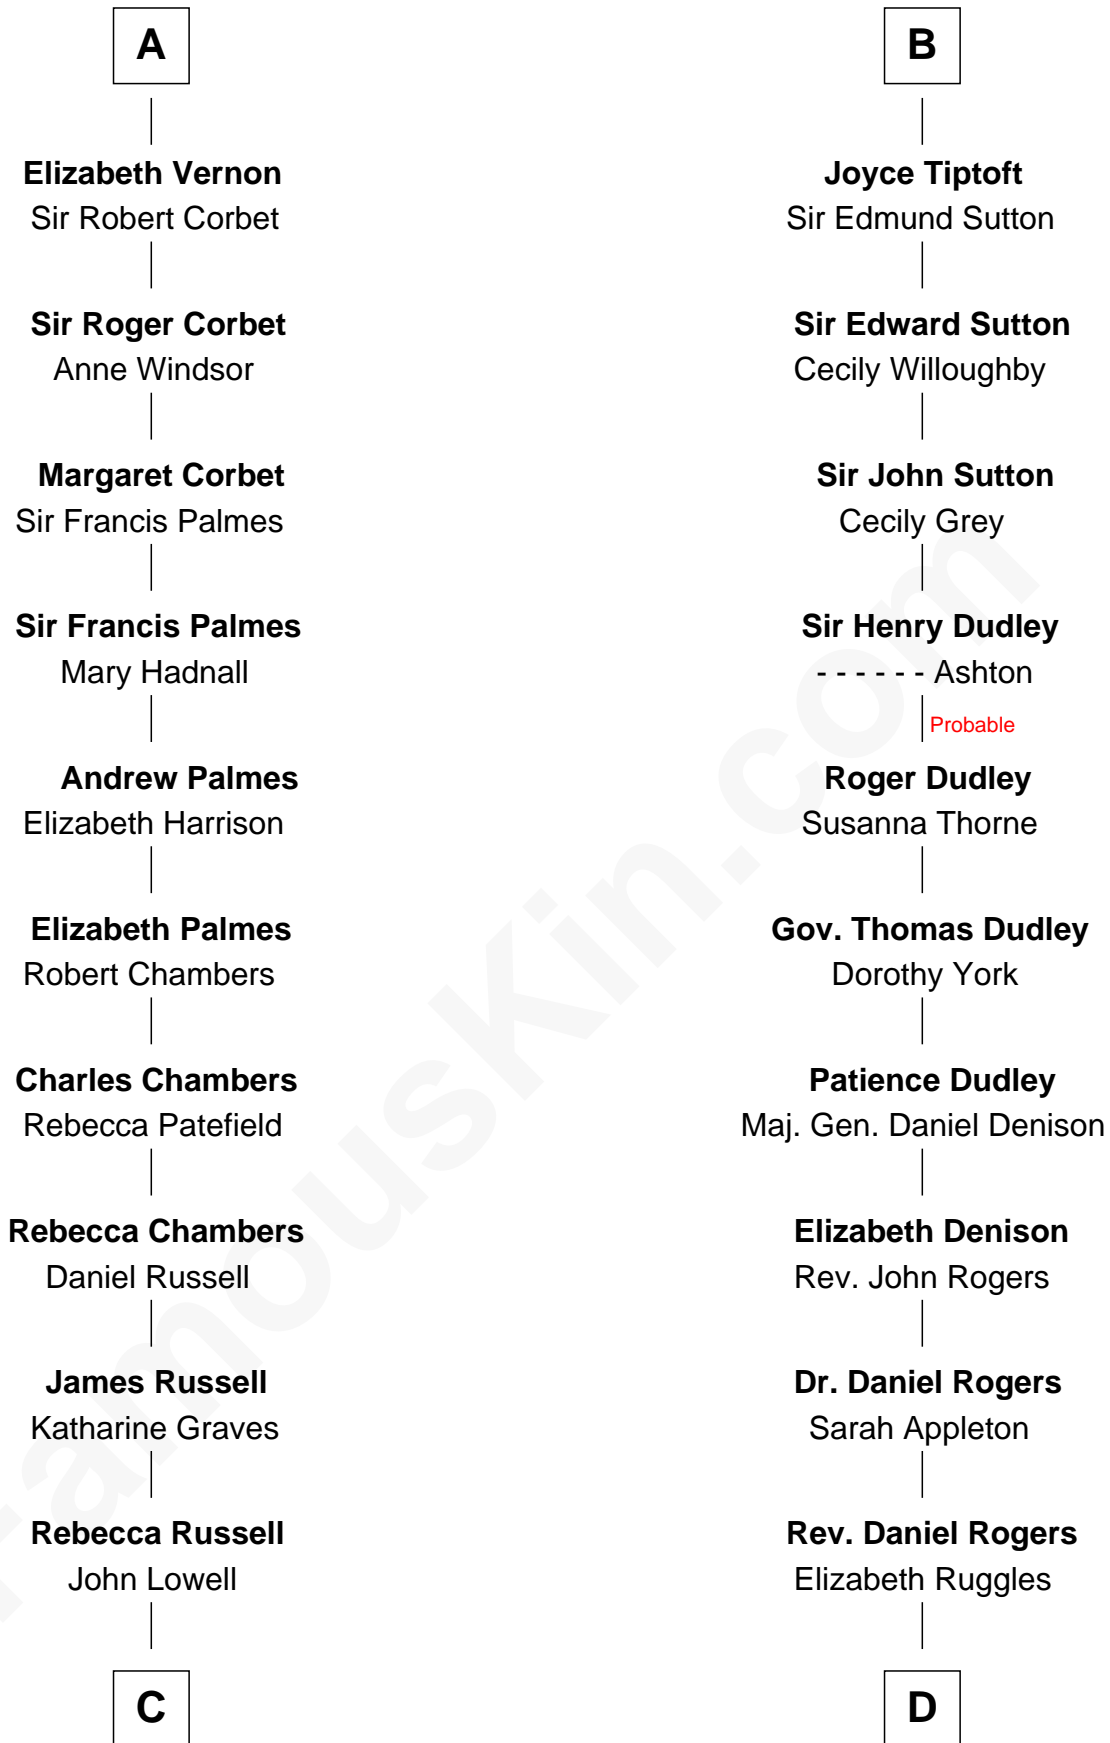 A
Elizabeth Vernon
Sir Robert Corbet
Sir Roger Corbet
Anne Windsor
Margaret Corbet
Sir Francis Palmes
Sir Francis Palmes
Mary Hadnall
Andrew Palmes
Elizabeth Harrison
Elizabeth Palmes
Robert Chambers
Charles Chambers
Rebecca Patefield
Rebecca Chambers
Daniel Russell
James Russell
Katharine Graves
Rebecca Russell
John Lowell
C
B
Joyce Tiptoft
Sir Edmund Sutton
Sir Edward Sutton
Cecily Willoughby
Sir John Sutton
Cecily Grey
Sir Henry Dudley
- - - - - - Ashton
Probable
Roger Dudley
Susanna Thorne
Gov. Thomas Dudley
Dorothy York
Patience Dudley
Maj. Gen. Daniel Denison
Elizabeth Denison
Rev. John Rogers
Dr. Daniel Rogers
Sarah Appleton
Rev. Daniel Rogers
Elizabeth Ruggles
D
FamousKin.com